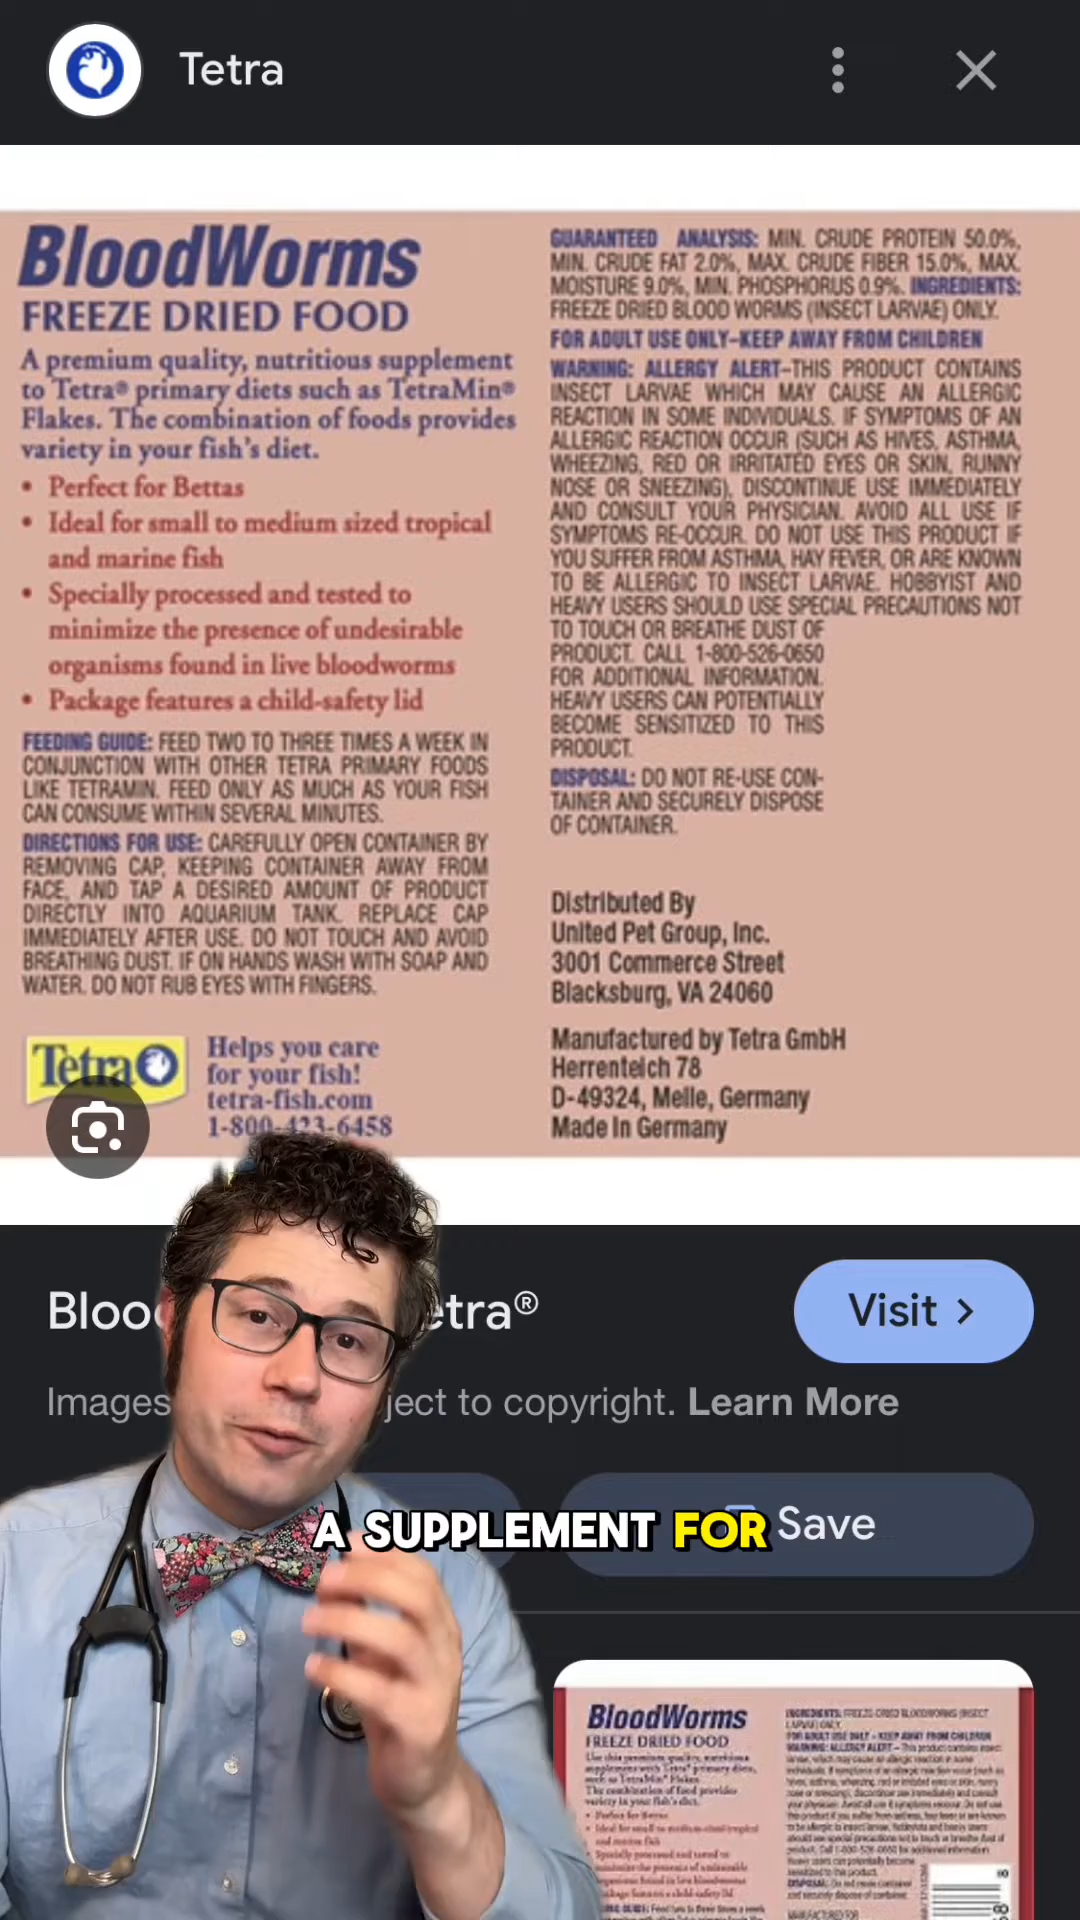 Tetra
BloodWorms
FREEZE DRIED FOOD
A premium quality, nutritious supplement
to Tetra® primary diets such as TetraMin®
Flakes. The combination of foods provides
variety in your fish's diet.
• Perfect for Bettas
• Ideal for small to medium sized tropical
and marine fish
• Specially processed and tested to
minimize the presence of undesirable
organisms found in live bloodworms
• Package features a child-safety lid
FEEDING GUIDE: FEED TWO TO THREE TIMES A WEEK IN
CONJUNCTION WITH OTHER TETRA PRIMARY FOODS
LIKE TETRAMIN. FEED ONLY AS MUCH AS YOUR FISH
CAN CONSUME WITHIN SEVERAL MINUTES.
DIRECTIONS FOR USE: CAREFULLY OPEN CONTAINER BY
REMOVING CAP, KEEPING CONTAINER AWAY FROM
FACE, AND TAP A DESIRED AMOUNT OF PRODUCT
DIRECTLY INTO AQUARIUM TANK. REPLACE CAP
IMMEDIATELY AFTER USE. DO NOT TOUCH AND AVOID
BREATHING DUST. IF ON HANDS WASH WITH SOAP AND
WATER. DO NOT RUB EYES WITH FINGERS.
Tetra
Helps you care
for your fish!
tetra-fish.com
1-800-423-6458
GUARANTEED ANALYSIS: MIN. CRUDE PROTEIN 50.0%,
MIN. CRUDE FAT 2.0%, MAX. CRUDE FIBER 15.0%, MAX.
MOISTURE 9.0%, MIN. PHOSPHORUS 0.9%. INGREDIENTS:
FREEZE DRIED BLOOD WORMS (INSECT LARVAE) ONLY.
FOR ADULT USE ONLY–KEEP AWAY FROM CHILDREN
WARNING: ALLERGY ALERT–THIS PRODUCT CONTAINS
INSECT LARVAE WHICH MAY CAUSE AN ALLERGIC
REACTION IN SOME INDIVIDUALS. IF SYMPTOMS OF AN
ALLERGIC REACTION OCCUR (SUCH AS HIVES, ASTHMA,
WHEEZING, RED OR IRRITATED EYES OR SKIN, RUNNY
NOSE OR SNEEZING), DISCONTINUE USE IMMEDIATELY
AND CONSULT YOUR PHYSICIAN. AVOID ALL USE IF
SYMPTOMS RE-OCCUR. DO NOT USE THIS PRODUCT IF
YOU SUFFER FROM ASTHMA, HAY FEVER, OR ARE KNOWN
TO BE ALLERGIC TO INSECT LARVAE. HOBBYIST AND
HEAVY USERS SHOULD USE SPECIAL PRECAUTIONS NOT
TO TOUCH OR BREATHE DUST OF
PRODUCT. CALL 1-800-526-0650
FOR ADDITIONAL INFORMATION.
HEAVY USERS CAN POTENTIALLY
BECOME SENSITIZED TO THIS
PRODUCT.
DISPOSAL: DO NOT RE-USE CON-
TAINER AND SECURELY DISPOSE
OF CONTAINER.
Distributed By
United Pet Group, Inc.
3001 Commerce Street
Blacksburg, VA 24060
Manufactured by Tetra GmbH
Herrenteich 78
D-49324, Melle, Germany
Made In Germany
Bloo etra®
Visit
Images ject to copyright. Learn More
A SUPPLEMENT FOR
Save
BloodWorms
FREEZE DRIED FOOD